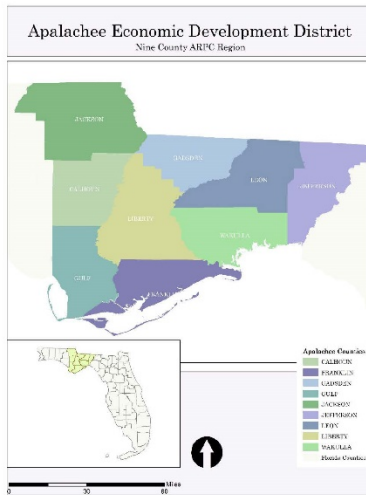 Apalachee Economic Development District
Nine County ARPC Region
JACKSON
GADSDEN
LEON
JEFFERSON
CALHOUN
LIBERTY
WAKULLA
GULF
FRANKLIN
Apalachee Counties
CALHOUN
FRANKLIN
GADSDEN
GULF
JACKSON
JEFFERSON
LEON
LIBERTY
WAKULLA
Florida Counties
Miles
0
30
60